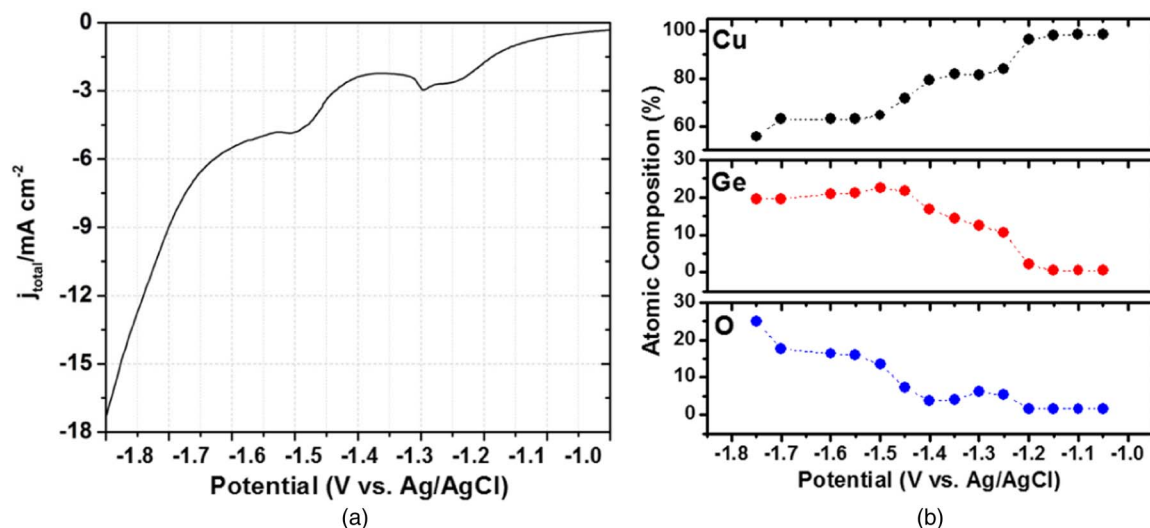 0
-3
-6
-9
-12
-15
-18
j_total/mA cm⁻²
-1.8 -1.7 -1.6 -1.5 -1.4 -1.3 -1.2 -1.1 -1.0
Potential (V vs. Ag/AgCl)
(a)
Atomic Composition (%)
Cu
100
80
60
Ge
30
20
10
0
O
30
20
10
0
-1.8 -1.7 -1.6 -1.5 -1.4 -1.3 -1.2 -1.1 -1.0
Potential (V vs. Ag/AgCl)
(b)